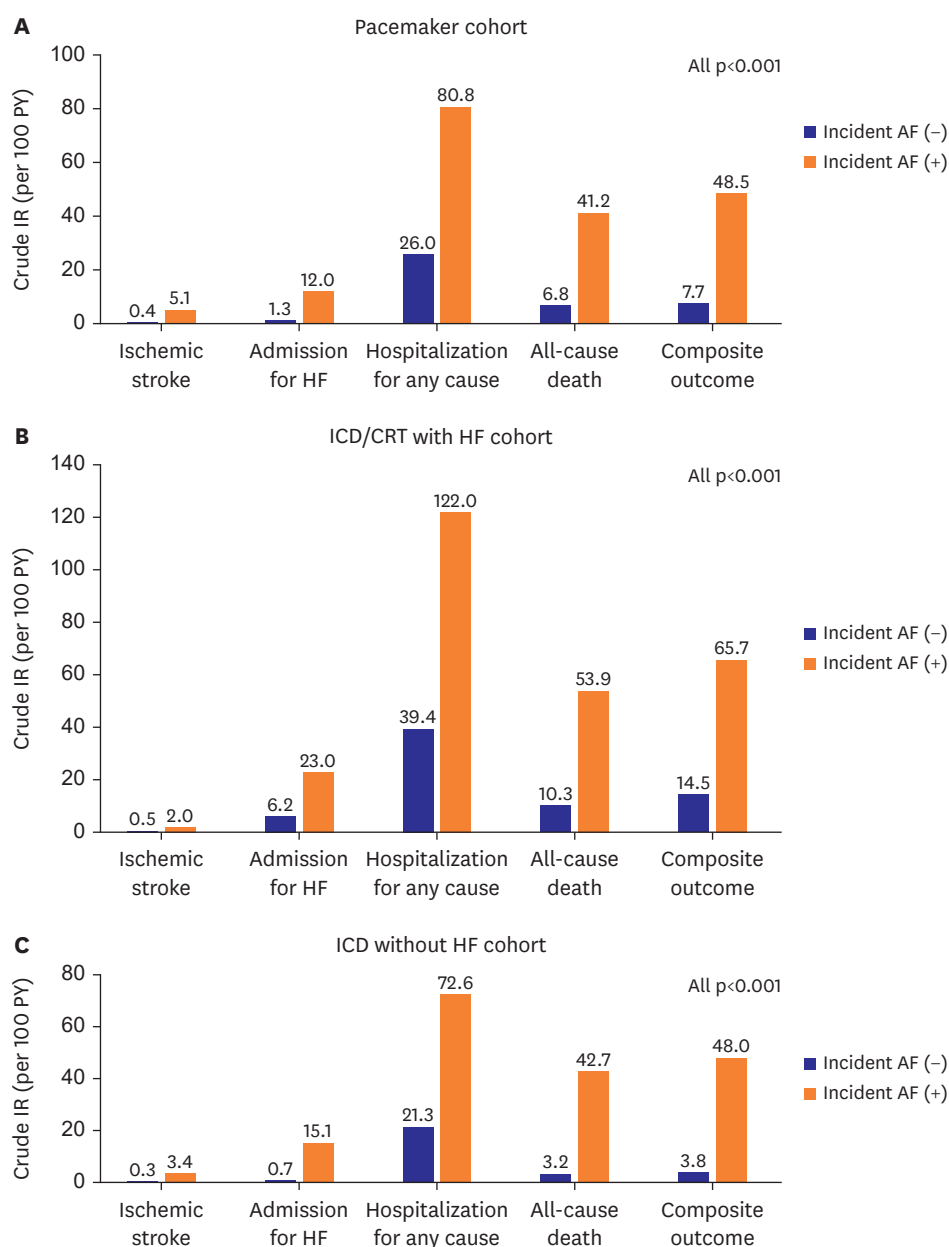 A
Pacemaker cohort
100
80
60
40
20
0
Crude IR (per 100 PY)
All p<0.001
0.4
5.1
1.3
12.0
26.0
80.8
6.8
41.2
7.7
48.5
Ischemic
stroke
Admission
for HF
Hospitalization
for any cause
All-cause
death
Composite
outcome
Incident AF (−)
Incident AF (+)
B
ICD/CRT with HF cohort
140
120
100
80
60
40
20
0
Crude IR (per 100 PY)
All p<0.001
0.5
2.0
6.2
23.0
39.4
122.0
10.3
53.9
14.5
65.7
Ischemic
stroke
Admission
for HF
Hospitalization
for any cause
All-cause
death
Composite
outcome
Incident AF (−)
Incident AF (+)
C
ICD without HF cohort
80
60
40
20
0
Crude IR (per 100 PY)
All p<0.001
0.3
3.4
0.7
15.1
21.3
72.6
3.2
42.7
3.8
48.0
Ischemic
stroke
Admission
for HF
Hospitalization
for any cause
All-cause
death
Composite
outcome
Incident AF (−)
Incident AF (+)